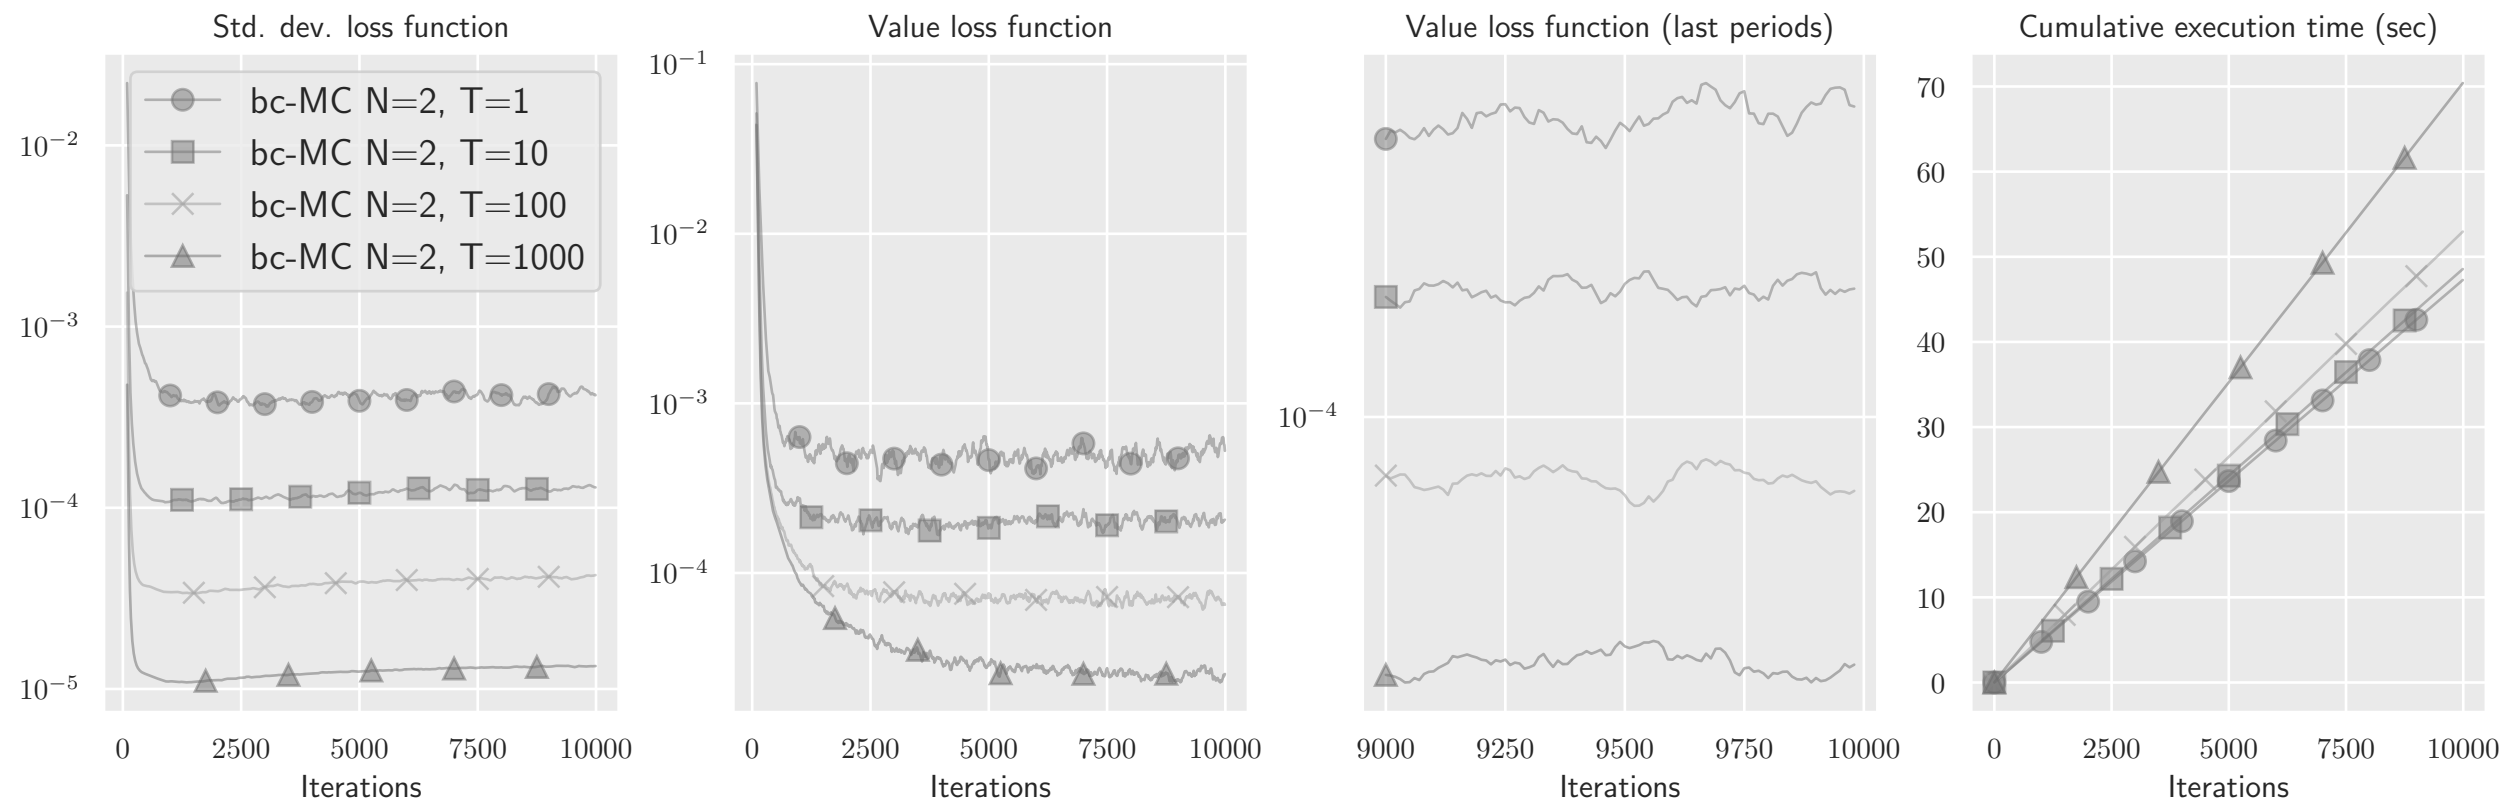 Std. dev. loss function
10⁻²
10⁻³
10⁻⁴
10⁻⁵
bc-MC N=2, T=1
bc-MC N=2, T=10
bc-MC N=2, T=100
bc-MC N=2, T=1000
0 2500 5000 7500 10000
Iterations
Value loss function
10⁻¹
10⁻²
10⁻³
10⁻⁴
0 2500 5000 7500 10000
Iterations
Value loss function (last periods)
10⁻⁴
9000 9250 9500 9750 10000
Iterations
Cumulative execution time (sec)
70
60
50
40
30
20
10
0
0 2500 5000 7500 10000
Iterations